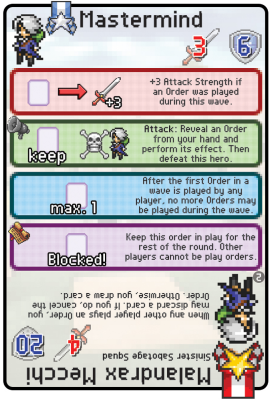 Mastermind
3
6
+3
+3 Attack Strength if
an Order was played
during this wave.
keep
Attack: Reveal an Order
from your hand and
perform its effect. Then
defeat this hero.
max. 1
After the first Order in a
wave is played by any
player, no more Orders may
be played during the wave.
Blocked!
Keep this order in play for the
rest of the round. Other
players cannot be play orders.
Malandrax Mecchi
Sinister Sabotage Squad
4
20
When any other player plays an Order, you
may discard a card. If you do, cancel the
Order. Otherwise, you draw a card.
2